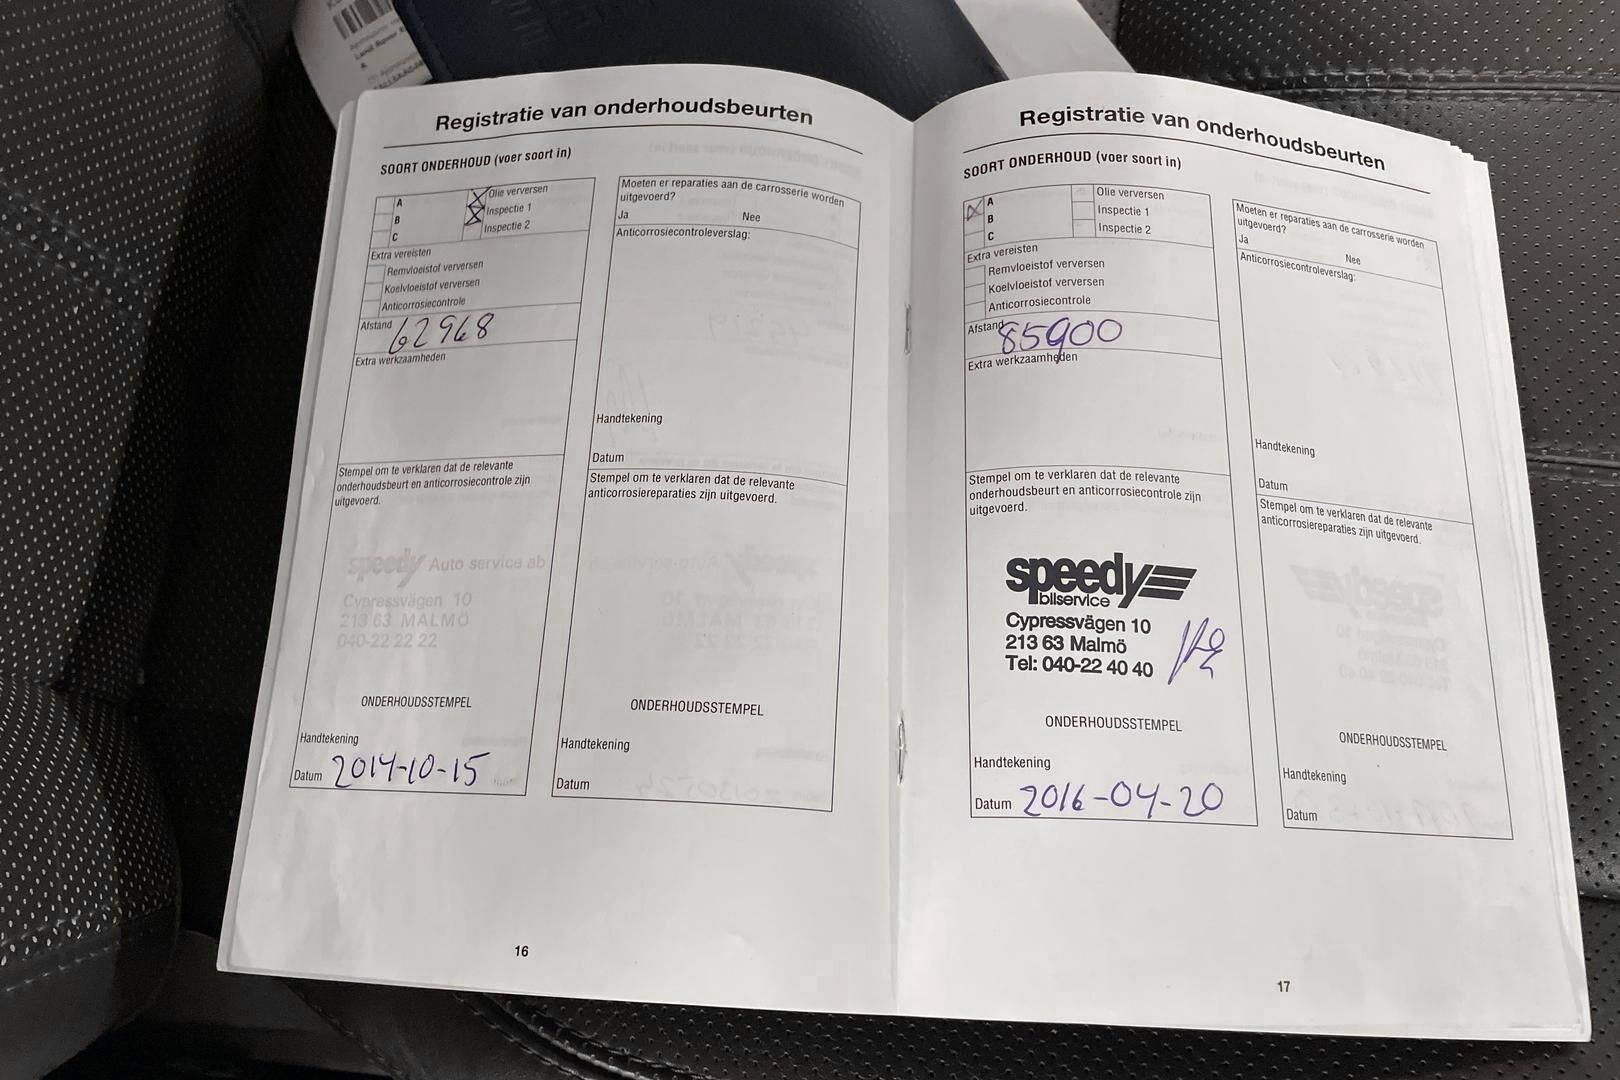 Registratie van onderhoudsbeurten
SOORT ONDERHOUD (voer soort in)
A
B
C
Olie verversen
Inspectie 1
Inspectie 2
Extra vereisten
Remvloeistof verversen
Koelvloeistof verversen
Anticorrosiecontrole
Afstand 62968
Extra werkzaamheden
Stempel om te verklaren dat de relevante
onderhoudsbeurt en anticorrosiecontrole zijn
uitgevoerd.
speedy Auto service ab
Cypressvägen 10
213 63 MALMÖ
040-22 22 22
ONDERHOUDSSTEMPEL
Handtekening
Datum 2014-10-15
Moeten er reparaties aan de carrosserie worden
uitgevoerd?
Ja Nee
Anticorrosiecontroleverslag:
Handtekening
Datum
Stempel om te verklaren dat de relevante
anticorrosiereparaties zijn uitgevoerd.
ONDERHOUDSSTEMPEL
Handtekening
Datum
16
Registratie van onderhoudsbeurten
SOORT ONDERHOUD (voer soort in)
A
B
C
Olie verversen
Inspectie 1
Inspectie 2
Extra vereisten
Remvloeistof verversen
Koelvloeistof verversen
Anticorrosiecontrole
Afstand 85900
Extra werkzaamheden
Stempel om te verklaren dat de relevante
onderhoudsbeurt en anticorrosiecontrole zijn
uitgevoerd.
speedy
bilservice
Cypressvägen 10
213 63 Malmö
Tel: 040-22 40 40
ONDERHOUDSSTEMPEL
Handtekening
Datum 2016-04-20
Moeten er reparaties aan de carrosserie worden
uitgevoerd?
Ja Nee
Anticorrosiecontroleverslag:
Handtekening
Datum
Stempel om te verklaren dat de relevante
anticorrosiereparaties zijn uitgevoerd.
ONDERHOUDSSTEMPEL
Handtekening
Datum
17